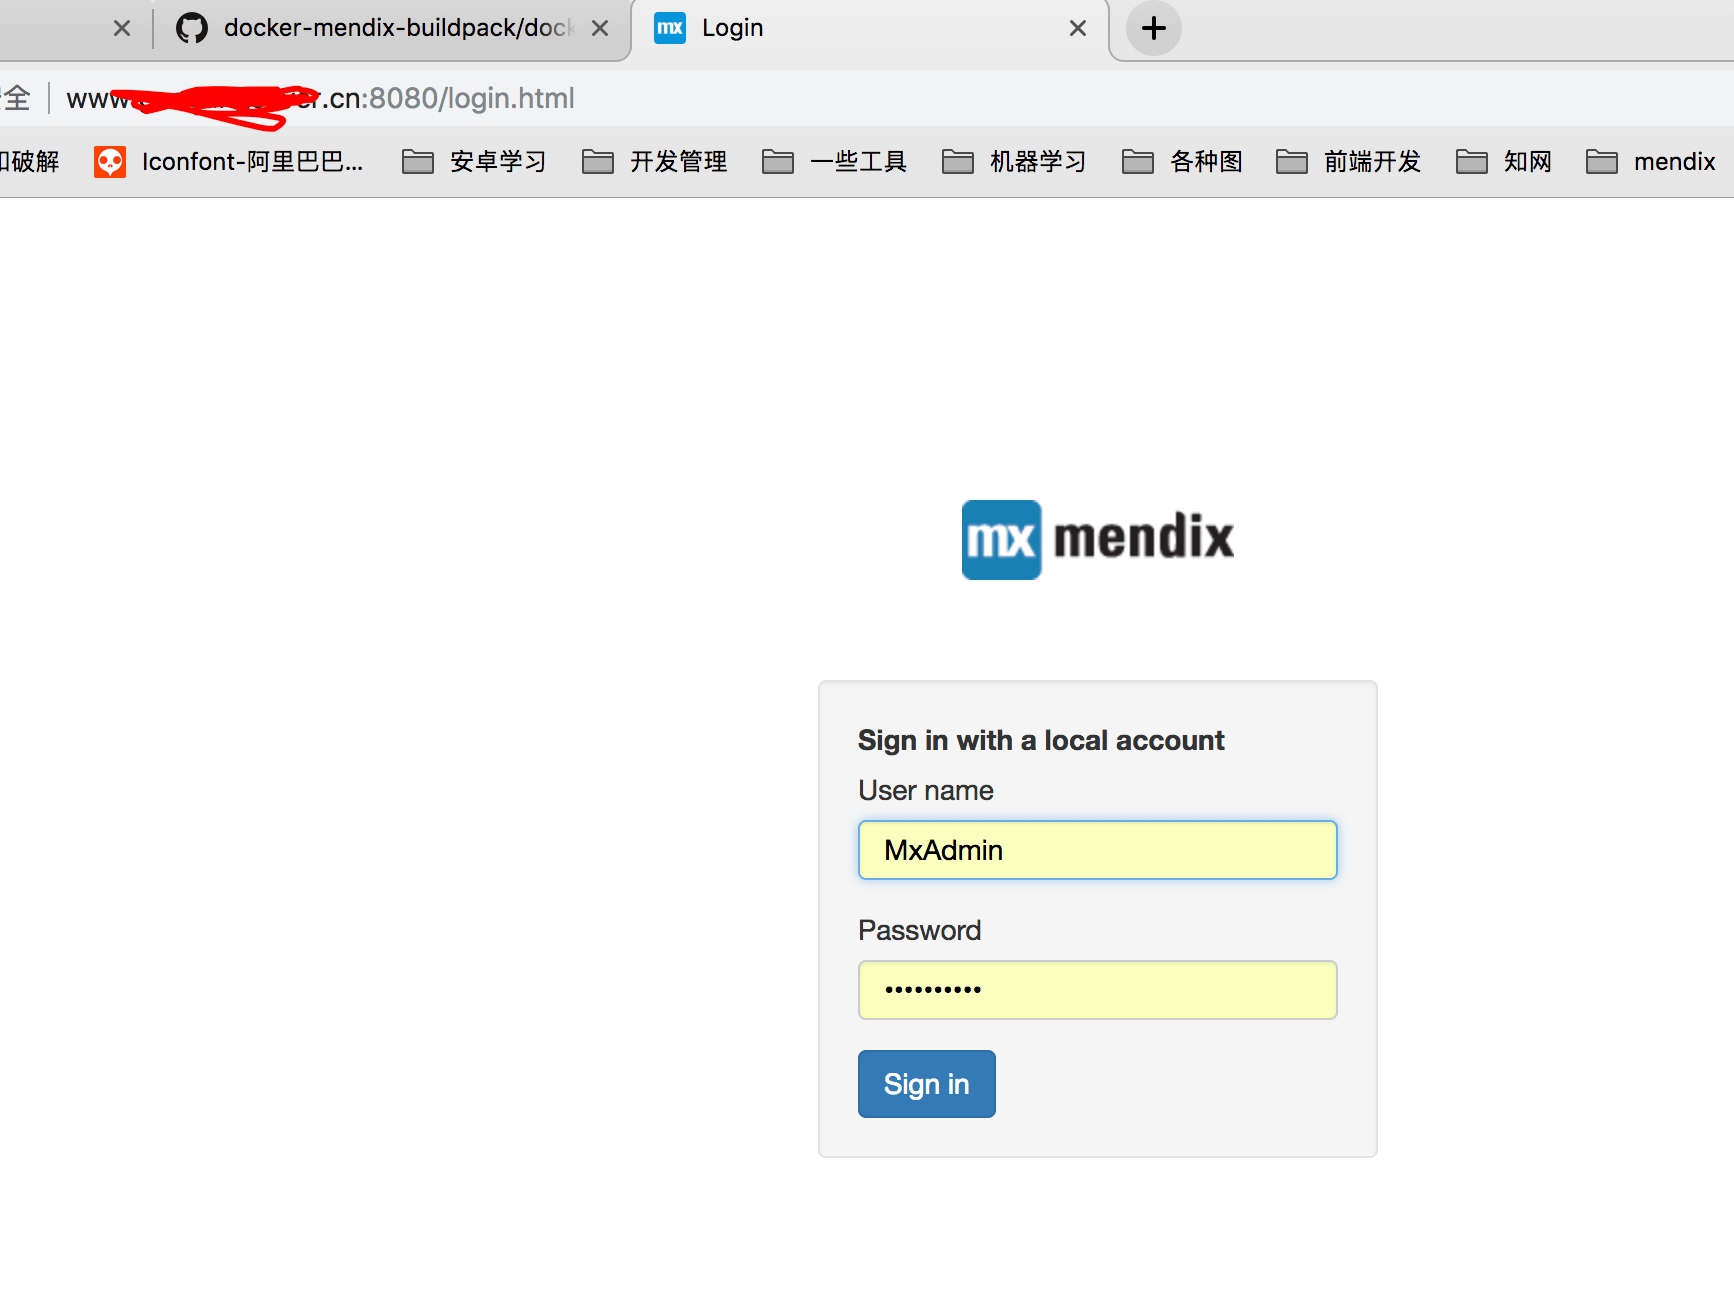 docker-mendix-buildpack/dock
mx Login
全 www er.cn:8080/login.html
破解 Iconfont-阿里巴巴... 安卓学习 开发管理 一些工具 机器学习 各种图 前端开发 知网 mendix
mx mendix
Sign in with a local account
User name
MxAdmin
Password
••••••••••
Sign in